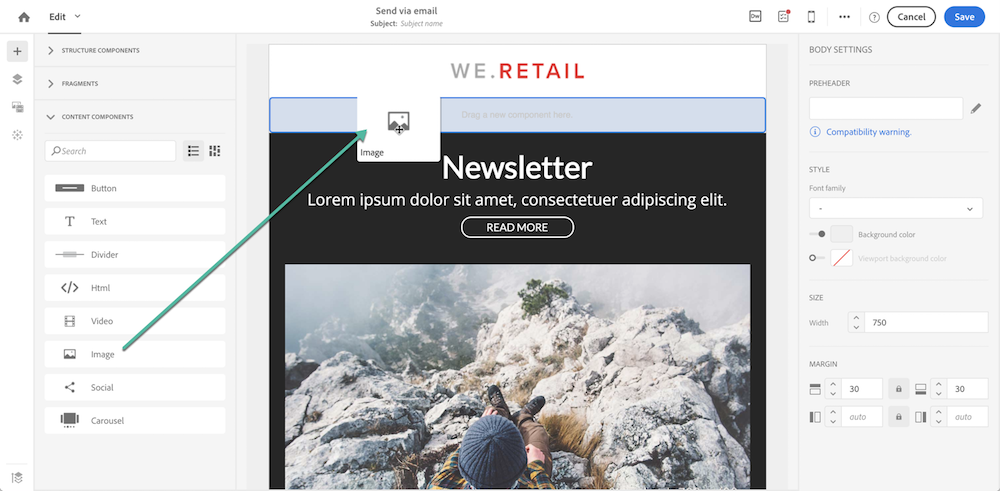 Send via email
Edit
Subject: Subject name
Dw
Cancel
Save
STRUCTURE COMPONENTS
FRAGMENTS
CONTENT COMPONENTS
Search
Button
Text
Divider
Html
Video
Image
Social
Carousel
WE.RETAIL
Drag a new component here.
Image
Newsletter
Lorem ipsum dolor sit amet, consectetuer adipiscing elit.
READ MORE
BODY SETTINGS
PREHEADER
Compatibility warning.
STYLE
Font family
-
Background color
Viewport background color
SIZE
Width
750
MARGIN
30
30
auto
auto